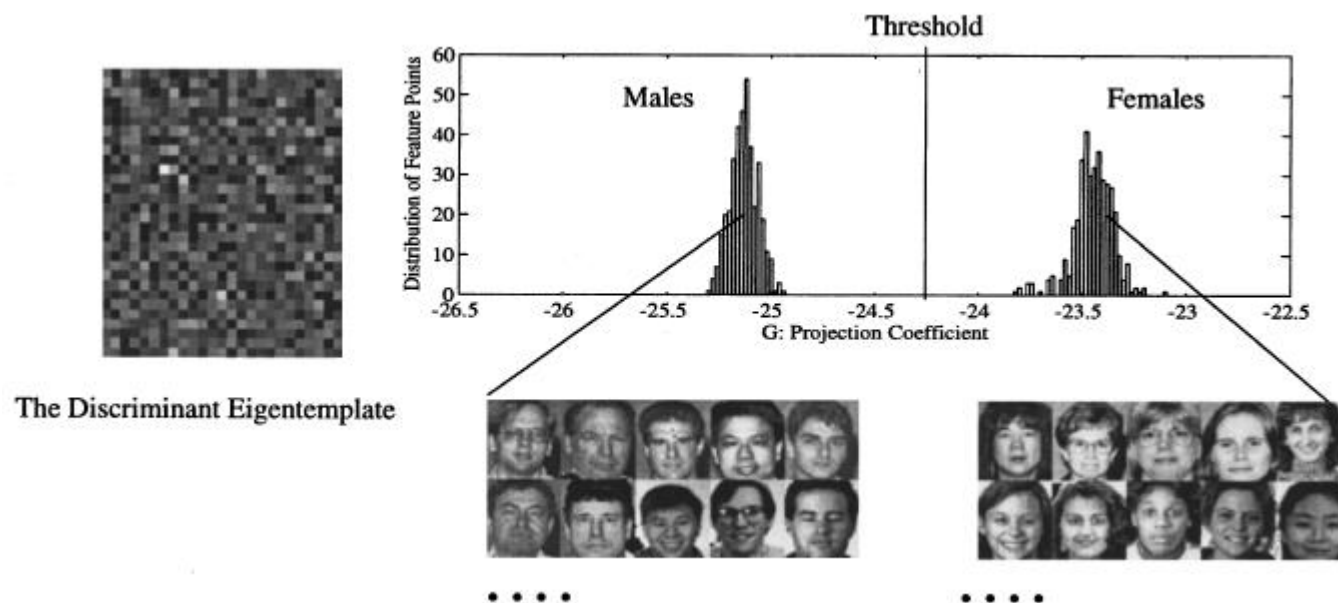 Threshold
60
50
40
30
20
10
0
Distribution of Feature Points
Males
Females
-26.5 -26 -25.5 -25 -24.5 -24 -23.5 -23 -22.5
G: Projection Coefficient
The Discriminant Eigentemplate